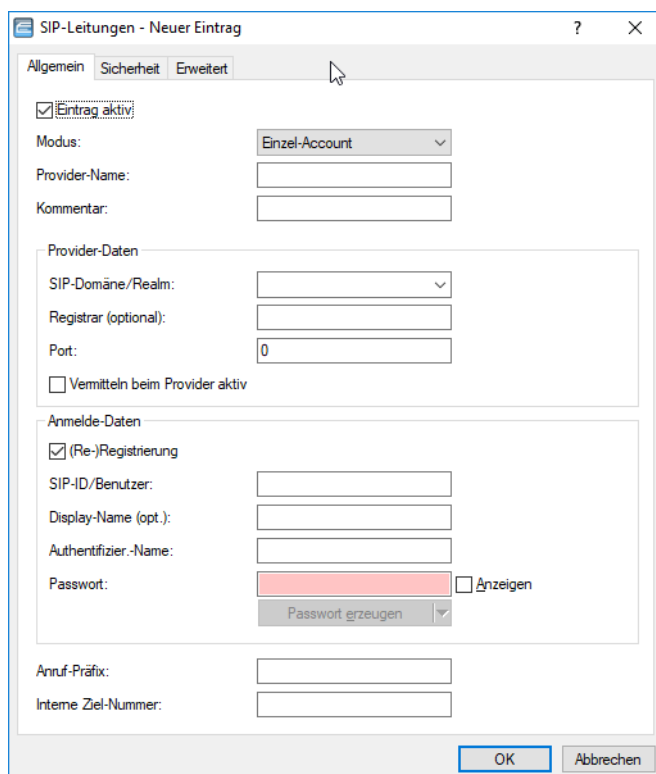 SIP-Leitungen - Neuer Eintrag ?
Allgemein Sicherheit Erweitert
Eintrag aktiv
Modus: Einzel-Account
Provider-Name:
Kommentar:
Provider-Daten
SIP-Domäne/Realm:
Registrar (optional):
Port: 0
Vermitteln beim Provider aktiv
Anmelde-Daten
(Re-)Registrierung
SIP-ID/Benutzer:
Display-Name (opt.):
Authentifizier.-Name:
Passwort: Anzeigen
Passwort erzeugen
Anruf-Präfix:
Interne Ziel-Nummer:
OK Abbrechen